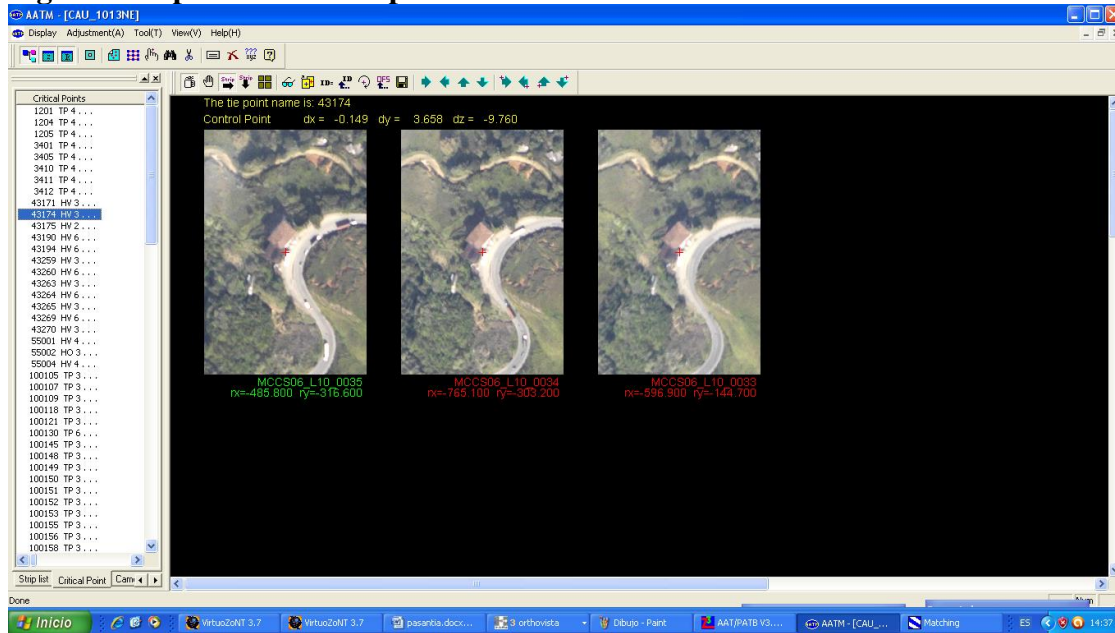 AATM - [CAU_1013NE]
Display Adjustment(A) Tool(T) View(V) Help(H)
Strip Strip ID= ID QFS
Critical Points
1201 TP 4 . . .
1204 TP 4 . . .
1205 TP 4 . . .
3401 TP 4 . . .
3405 TP 4 . . .
3410 TP 4 . . .
3411 TP 4 . . .
3412 TP 4 . . .
43171 HV 3 . . .
43174 HV 3 . . .
43175 HV 2 . . .
43190 HV 6 . . .
43194 HV 6 . . .
43259 HV 3 . . .
43260 HV 6 . . .
43263 HV 3 . . .
43264 HV 6 . . .
43265 HV 3 . . .
43269 HV 6 . . .
43270 HV 3 . . .
55001 HV 4 . . .
55002 HO 3 . . .
55004 HV 4 . . .
100105 TP 3 . . .
100107 TP 3 . . .
100109 TP 3 . . .
100118 TP 3 . . .
100121 TP 3 . . .
100130 TP 6 . . .
100145 TP 3 . . .
100148 TP 3 . . .
100149 TP 3 . . .
100150 TP 3 . . .
100151 TP 3 . . .
100152 TP 3 . . .
100153 TP 3 . . .
100155 TP 3 . . .
100156 TP 3 . . .
100158 TP 3 . . .
The tie point name is: 43174
Control Point dx = -0.149 dy = 3.658 dz = -9.760
MCCS06_L10_0035
rx=-485.800 ry=-316.600
MCCS06_L10_0034
rx=-765.100 ry=-303.200
MCCS06_L10_0033
rx=-596.900 ry=-144.700
Strip list Critical Point Came
Done
Inicio VirtuoZoNT 3.7 VirtuoZoNT 3.7 pasantia.docx... 3 orthovista Dibujo - Paint AAT/PATB V3.... AATM - [CAU_... Matching ES 14:37